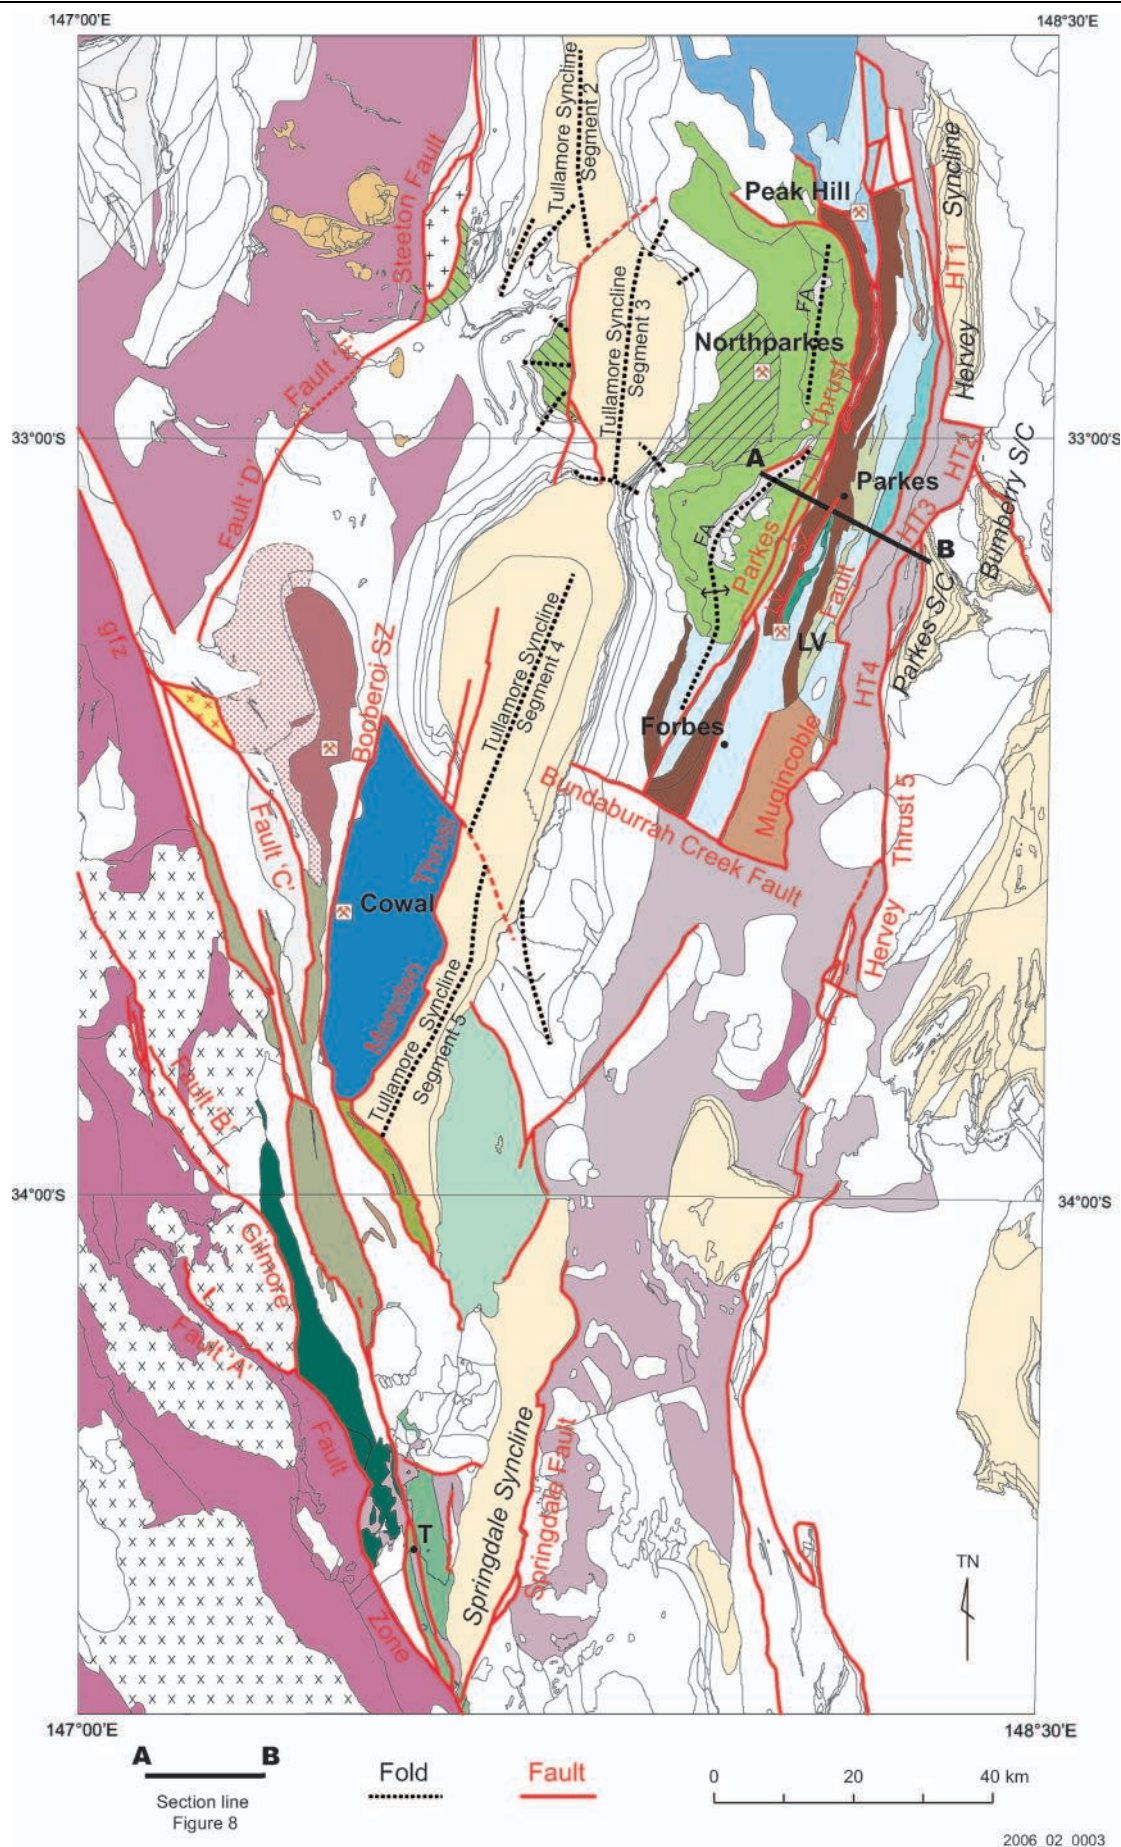 147°00'E
148°30'E
Tullamore Syncline
Segment 2
Steeton Fault
Peak Hill
HT1
Hervey Syncline
FA
Tullamore Syncline
Segment 3
Northparkes
Thrust
33°00'S
33°00'S
Fault 'D'
A
Parkes
HT2
HT3
B
Bumberry S/C
FA
Parkes
SZ
Fault
LV
Parkes S/C
HT4
gfz
Booberoi SZ
Tullamore Syncline
Segment 4
Forbes
Mugincoble
Bundaburrah Creek Fault
Thrust 5
Hervey
Fault 'C'
Thrust
Cowal
Marsden
Tullamore Syncline
Segment 5
Fault 'B'
34°00'S
34°00'S
Gilmore
Fault 'A'
Fault
Zone
T
Springdale Syncline
Springdale Fault
TN
147°00'E
148°30'E
A B
Section line
Figure 8
Fold
Fault
0 20 40 km
2006_02_0003